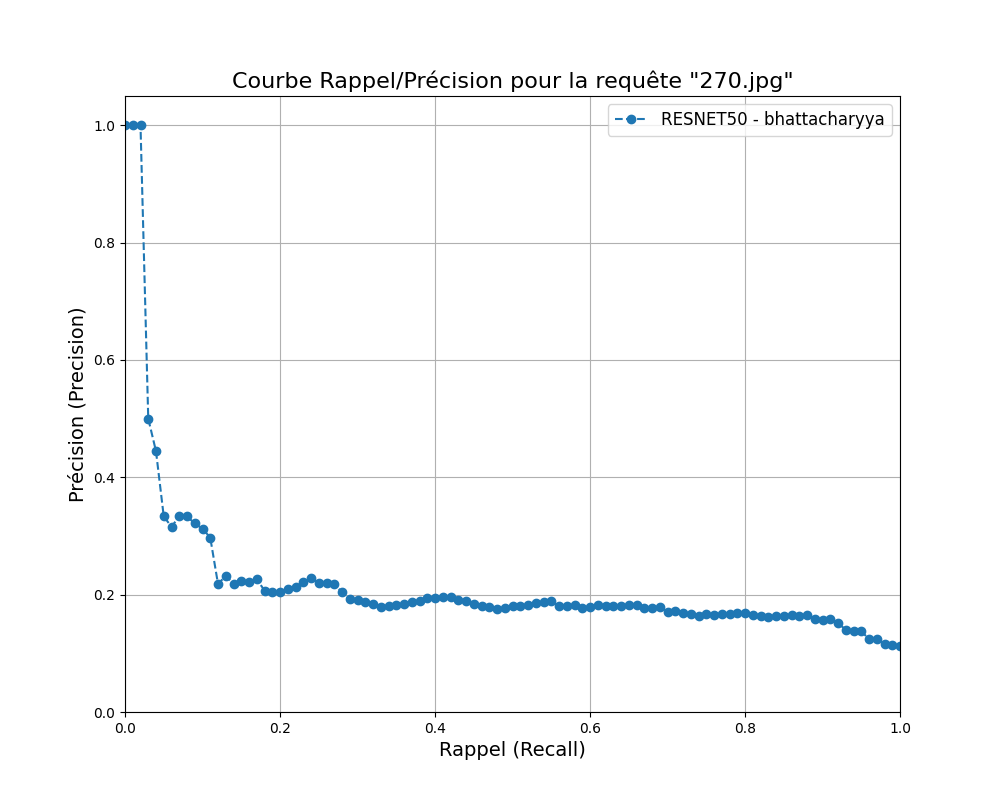 Courbe Rappel/Précision pour la requête "270.jpg"
RESNET50 - bhattacharyya
1.0
0.8
0.6
0.4
0.2
0.0
Précision (Precision)
0.0 0.2 0.4 0.6 0.8 1.0
Rappel (Recall)